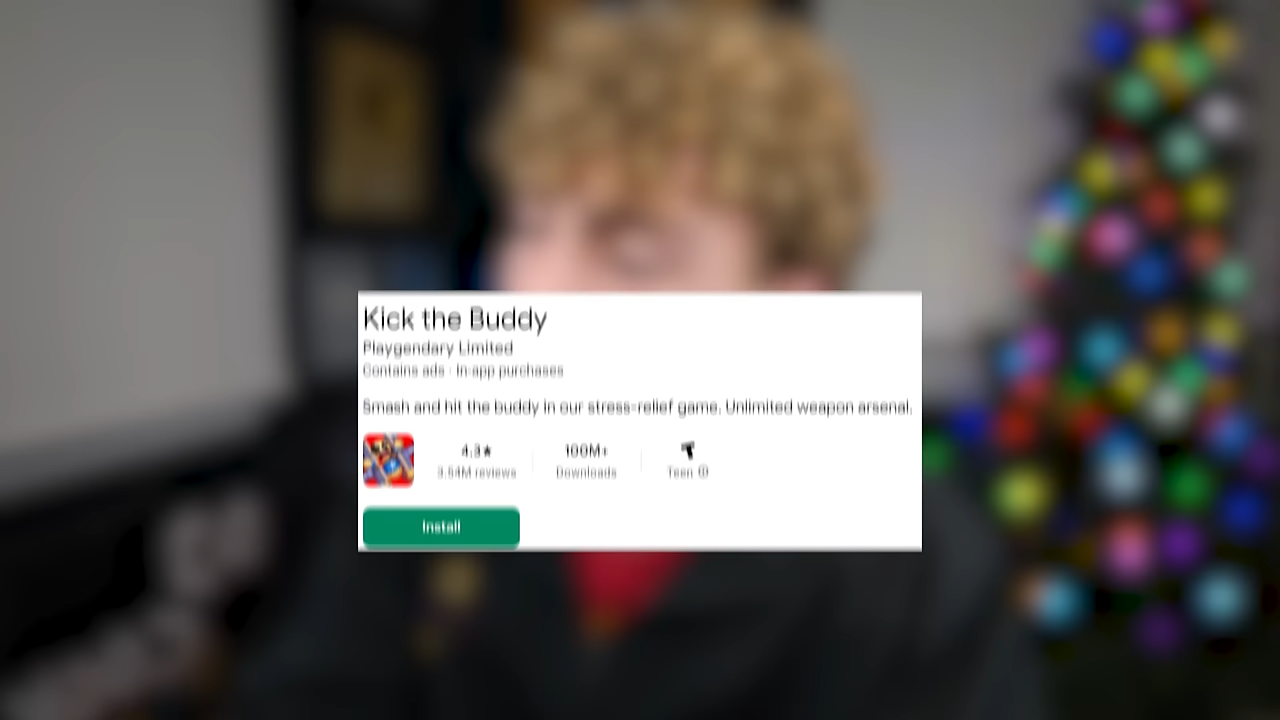 Kick the Buddy
Playgendary Limited
Contains ads · In-app purchases
Smash and hit the buddy in our stress-relief game. Unlimited weapon arsenal.
4.3★ 100M+ T
3.54M reviews Downloads Teen
Install